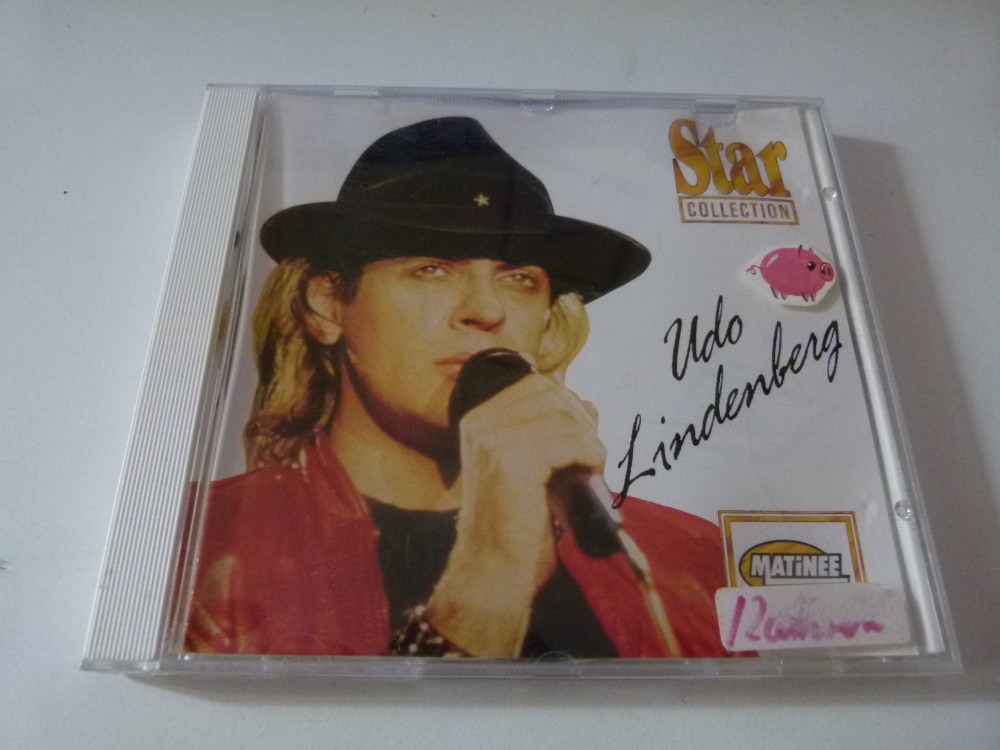 Star
COLLECTION
Udo
Lindenberg
MATiNEE